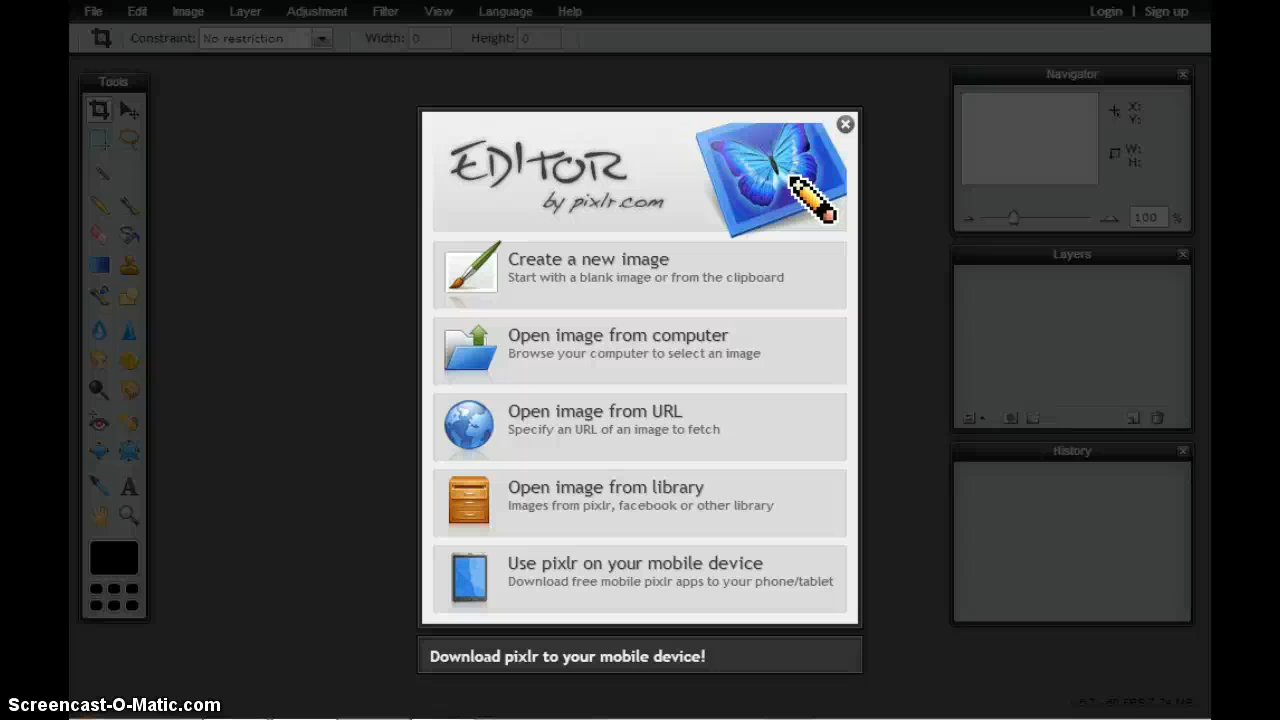 File Edit Image Layer Adjustment Filter View Language Help Login | Sign up
Constraint: No restriction Width: 0 Height: 0
Tools
Navigator
X:
Y:
W:
H:
100 %
Layers
History
EDITOR
by pixlr.com
Create a new image
Start with a blank image or from the clipboard
Open image from computer
Browse your computer to select an image
Open image from URL
Specify an URL of an image to fetch
Open image from library
Images from pixlr, facebook or other library
Use pixlr on your mobile device
Download free mobile pixlr apps to your phone/tablet
Download pixlr to your mobile device!
Screencast-O-Matic.com